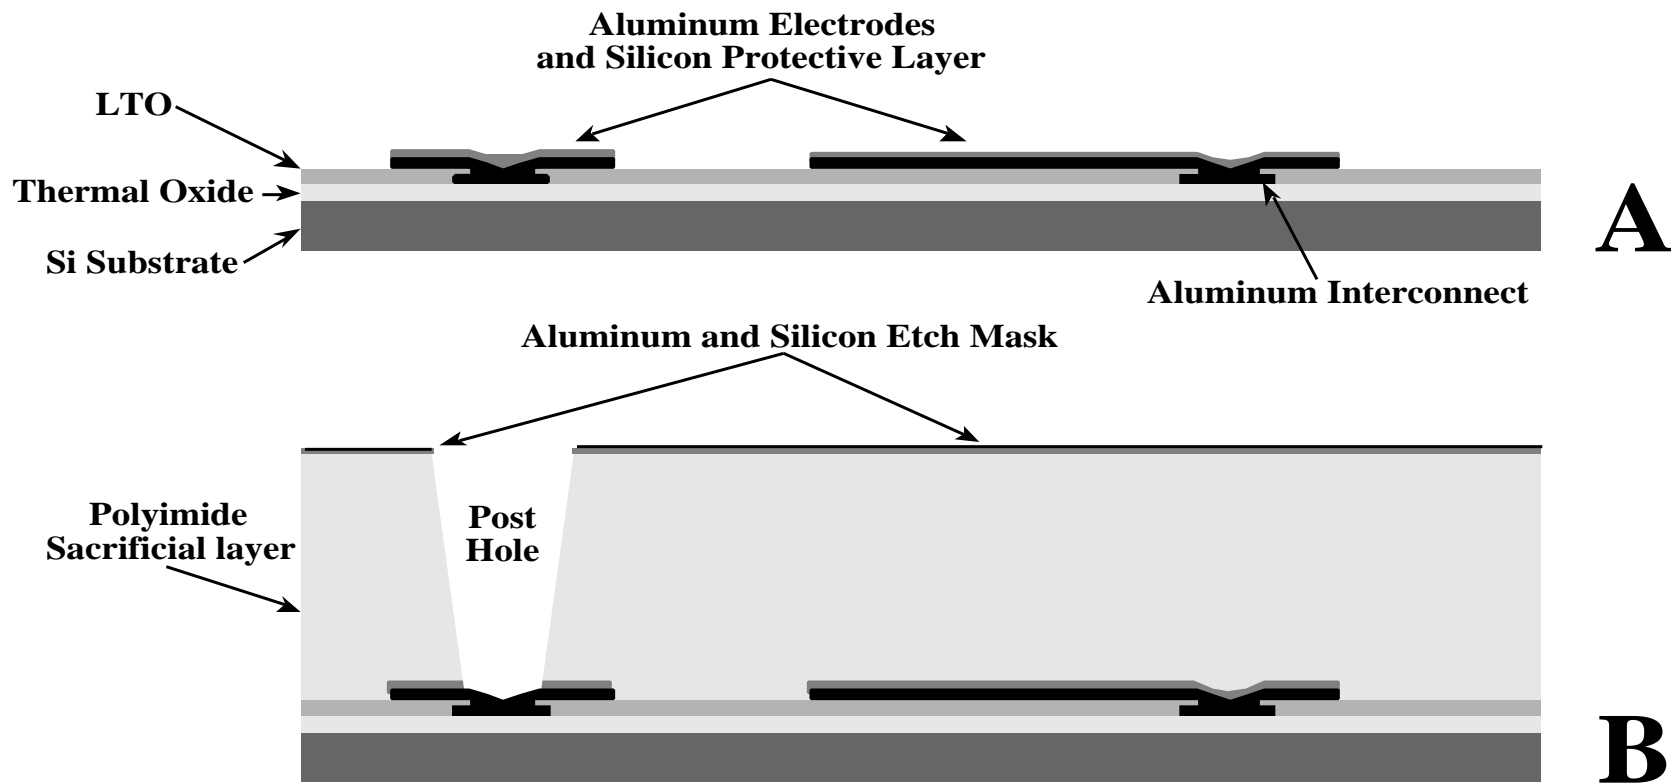 Aluminum Electrodes
and Silicon Protective Layer
LTO
Thermal Oxide
Si Substrate
A
Aluminum Interconnect
Aluminum and Silicon Etch Mask
Polyimide
Sacrificial layer
Post
Hole
B